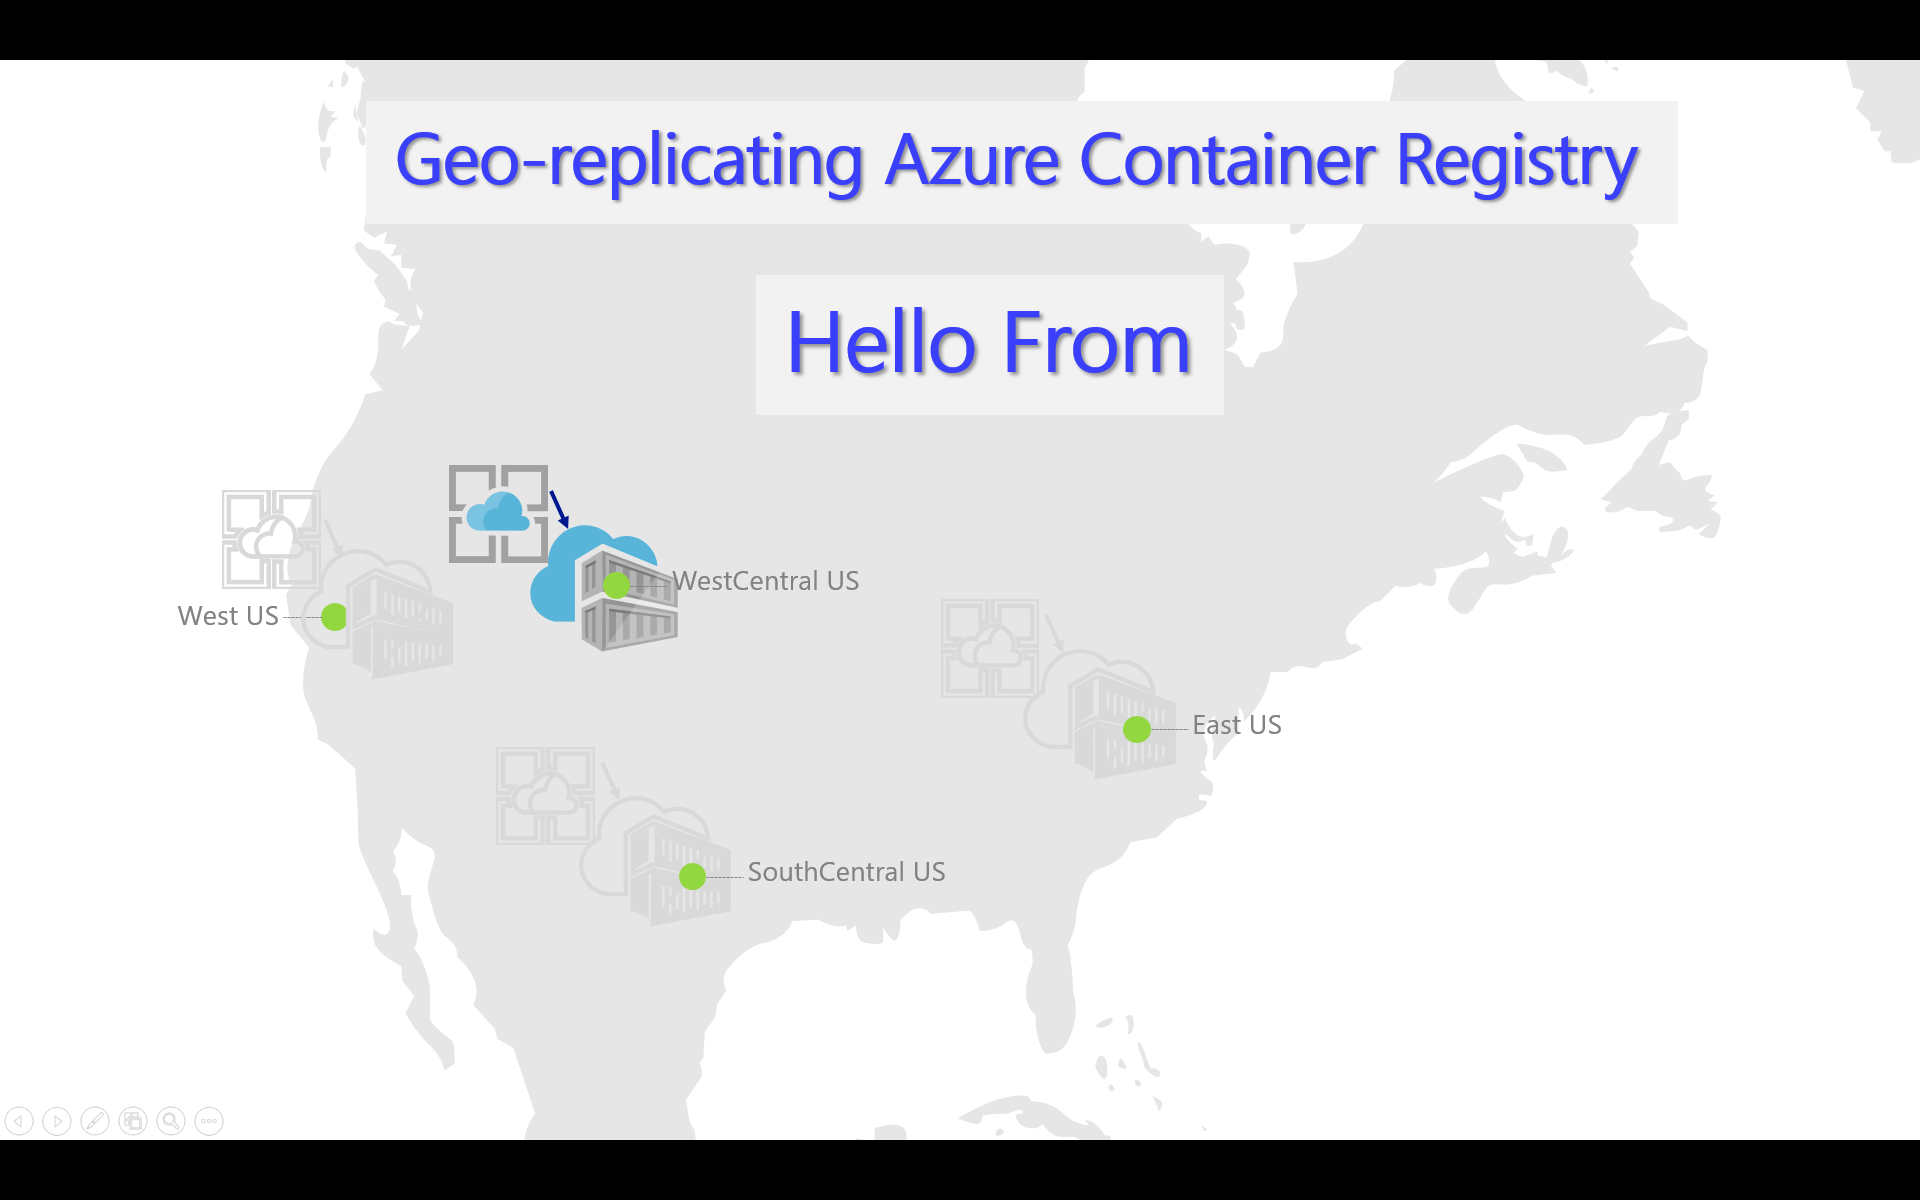 Geo-replicating Azure Container Registry
Hello From
WestCentral US
West US
East US
SouthCentral US